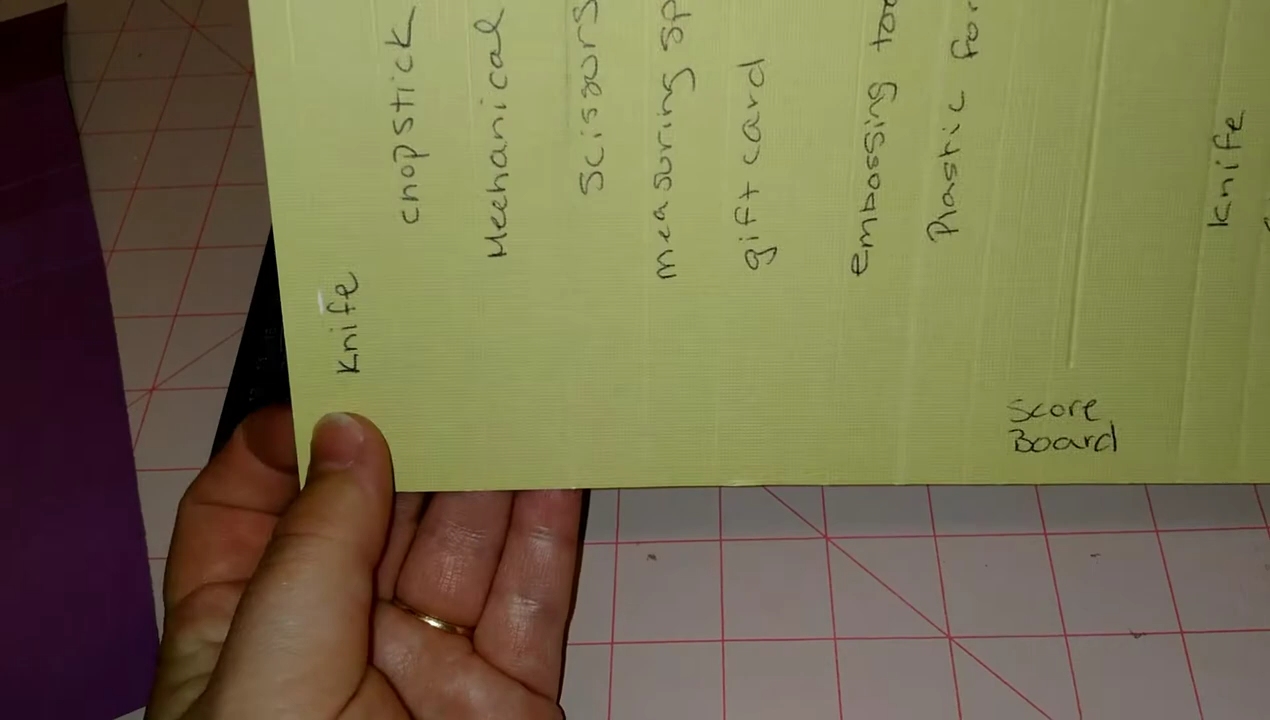 Knife
chopstick
Mechanical
Scissors
measuring sp
gift card
embossing too
Plastic for
Score
Board
knife